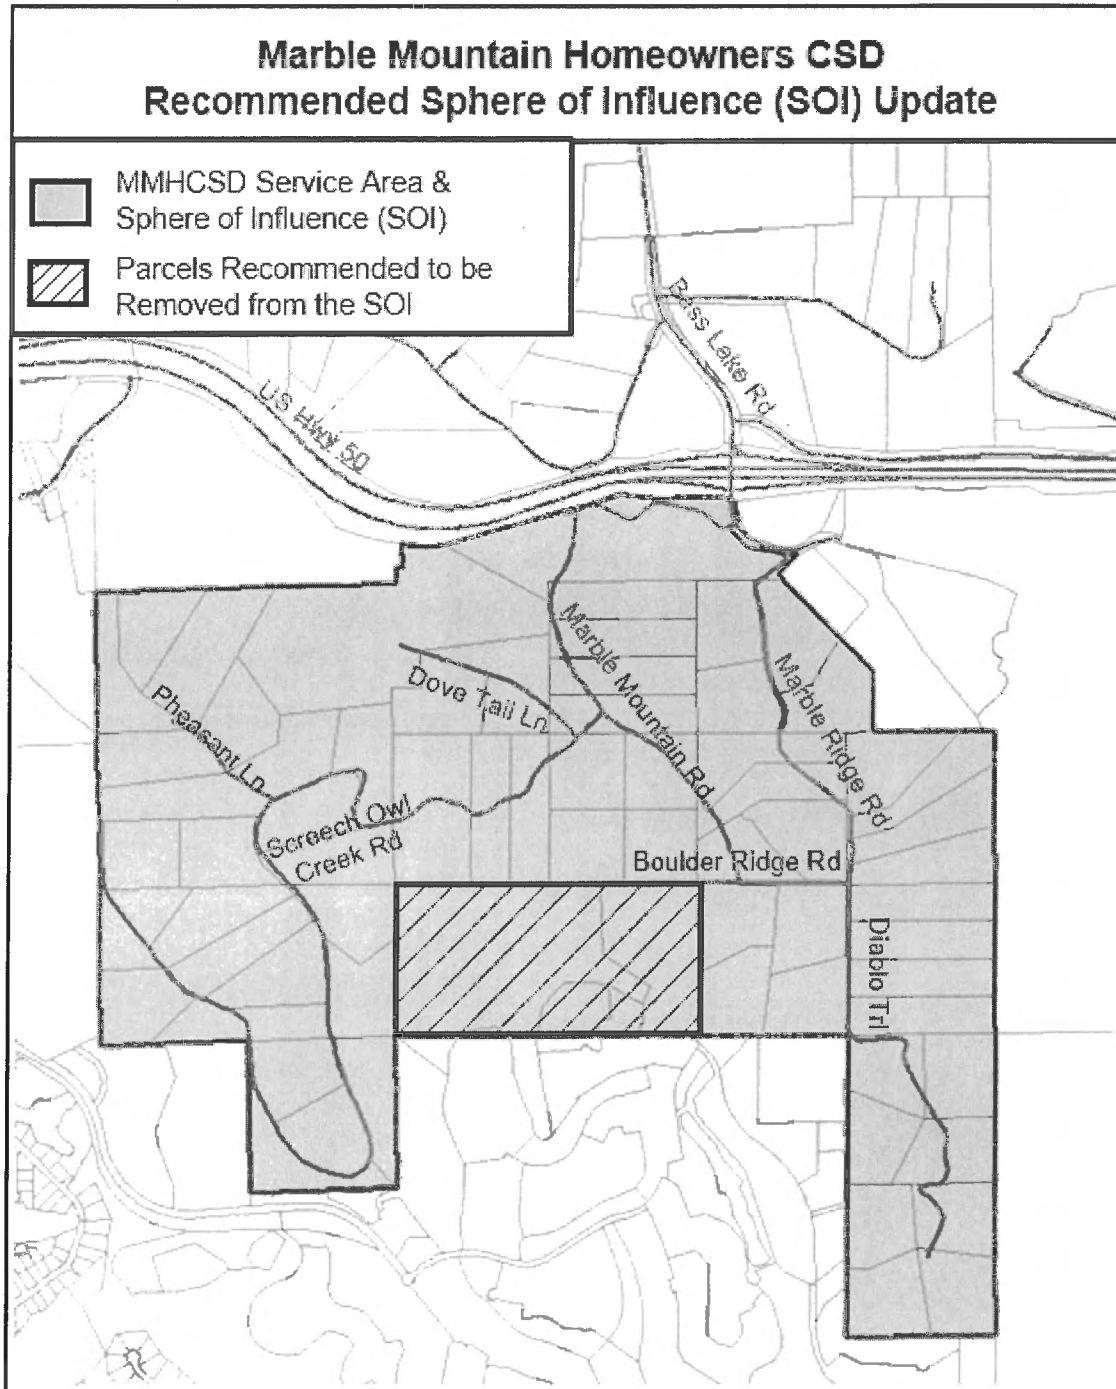 Marble Mountain Homeowners CSD
Recommended Sphere of Influence (SOI) Update
MMHCSD Service Area &
Sphere of Influence (SOI)
Parcels Recommended to be
Removed from the SOI
Bass Lake Rd
US Hwy 50
Marble Mountain Rd
Dove Tail Ln
Marble Ridge Rd
Pheasant Ln
Screech Owl
Creek Rd
Boulder Ridge Rd
Diablo Trl